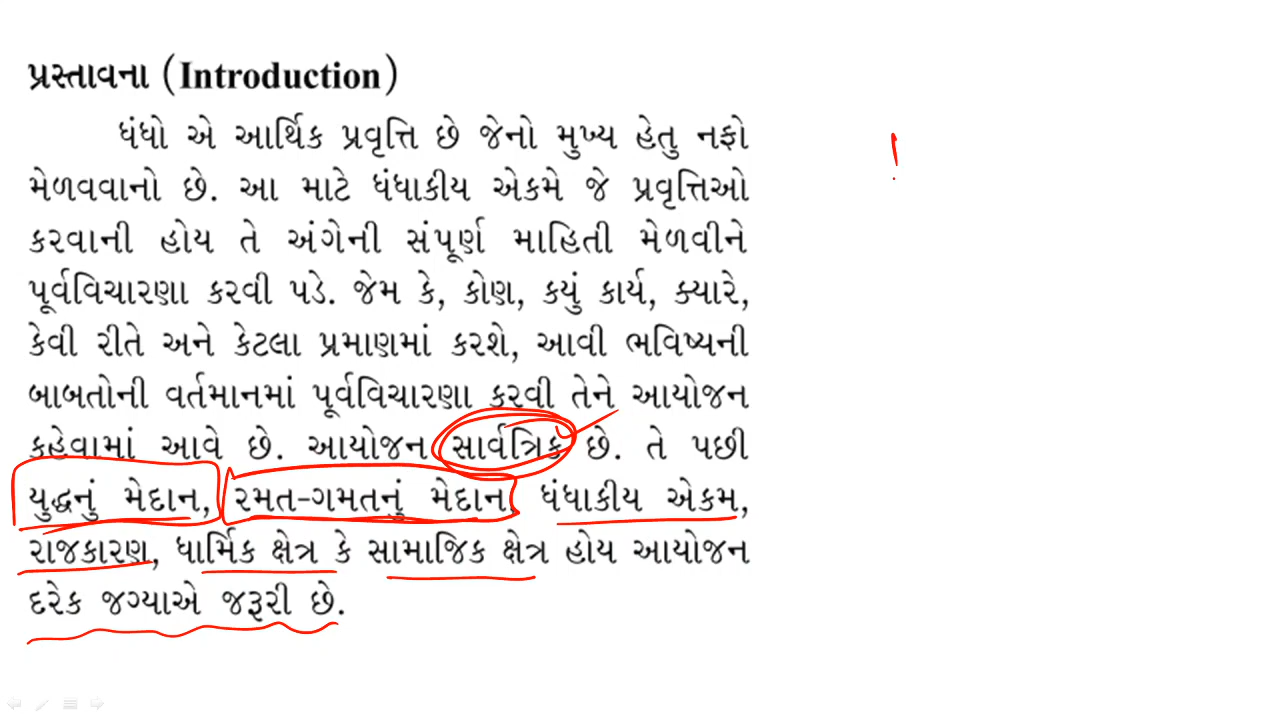 પ્રસ્તાવના (Introduction)
ધંધો એ આર્થિક પ્રવૃત્તિ છે જેનો મુખ્ય હેતુ નફો
મેળવવાનો છે. આ માટે ધંધાકીય એકમે જે પ્રવૃત્તિઓ
કરવાની હોય તે અંગેની સંપૂર્ણ માહિતી મેળવીને
પૂર્વવિચારણા કરવી પડે. જેમ કે, કોણ, કયું કાર્ય, ક્યારે,
કેવી રીતે અને કેટલા પ્રમાણમાં કરશે, આવી ભવિષ્યની
બાબતોની વર્તમાનમાં પૂર્વવિચારણા કરવી તેને આયોજન
કહેવામાં આવે છે. આયોજન સાર્વત્રિક છે. તે પછી
યુદ્ધનું મેદાન, રમત-ગમતનું મેદાન, ધંધાકીય એકમ,
રાજકારણ, ધાર્મિક ક્ષેત્ર કે સામાજિક ક્ષેત્ર હોય આયોજન
દરેક જગ્યાએ જરૂરી છે.